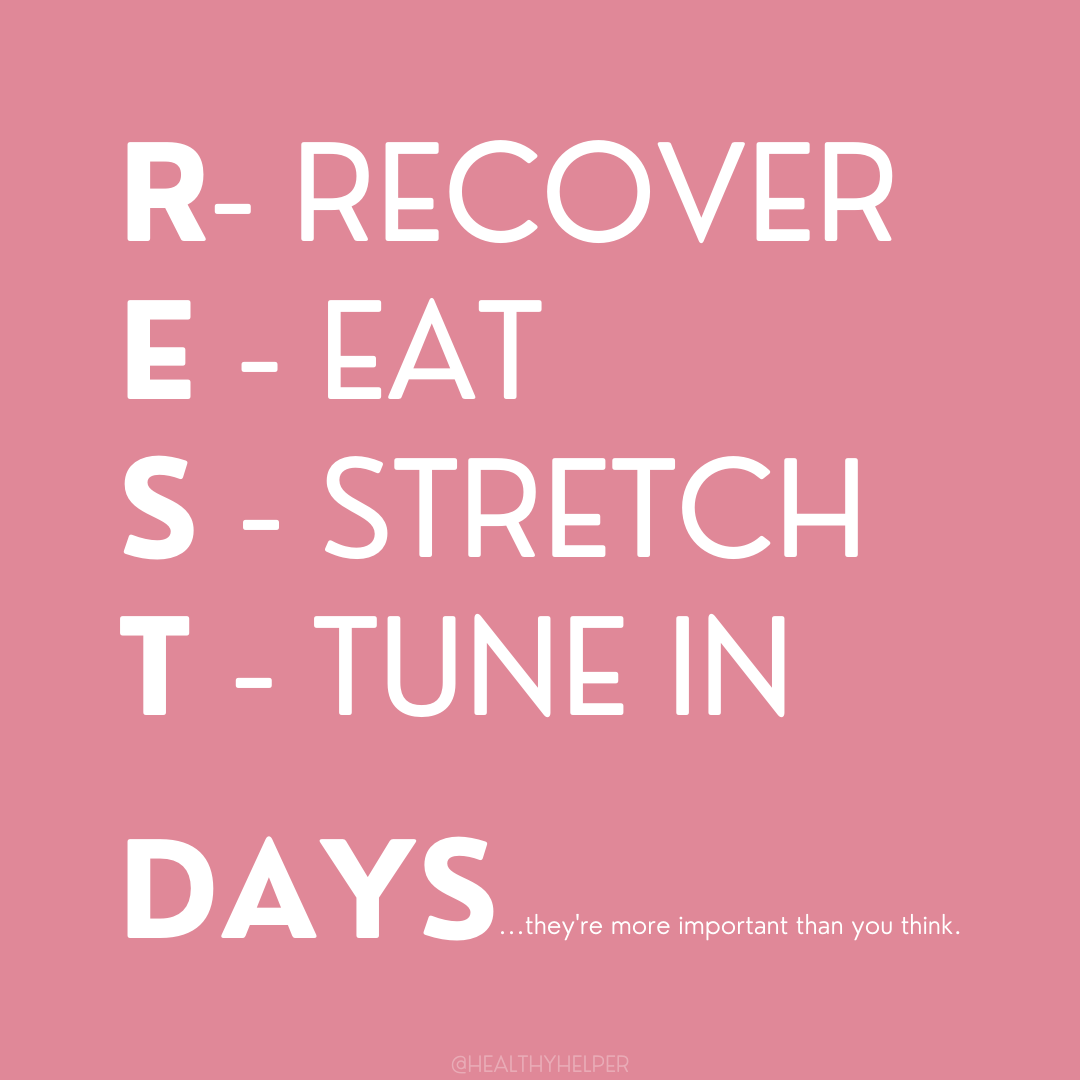 R- RECOVER
E - EAT
S - STRETCH
T - TUNE IN
DAYS...they're more important than you think.
@HEALTHYHELPER